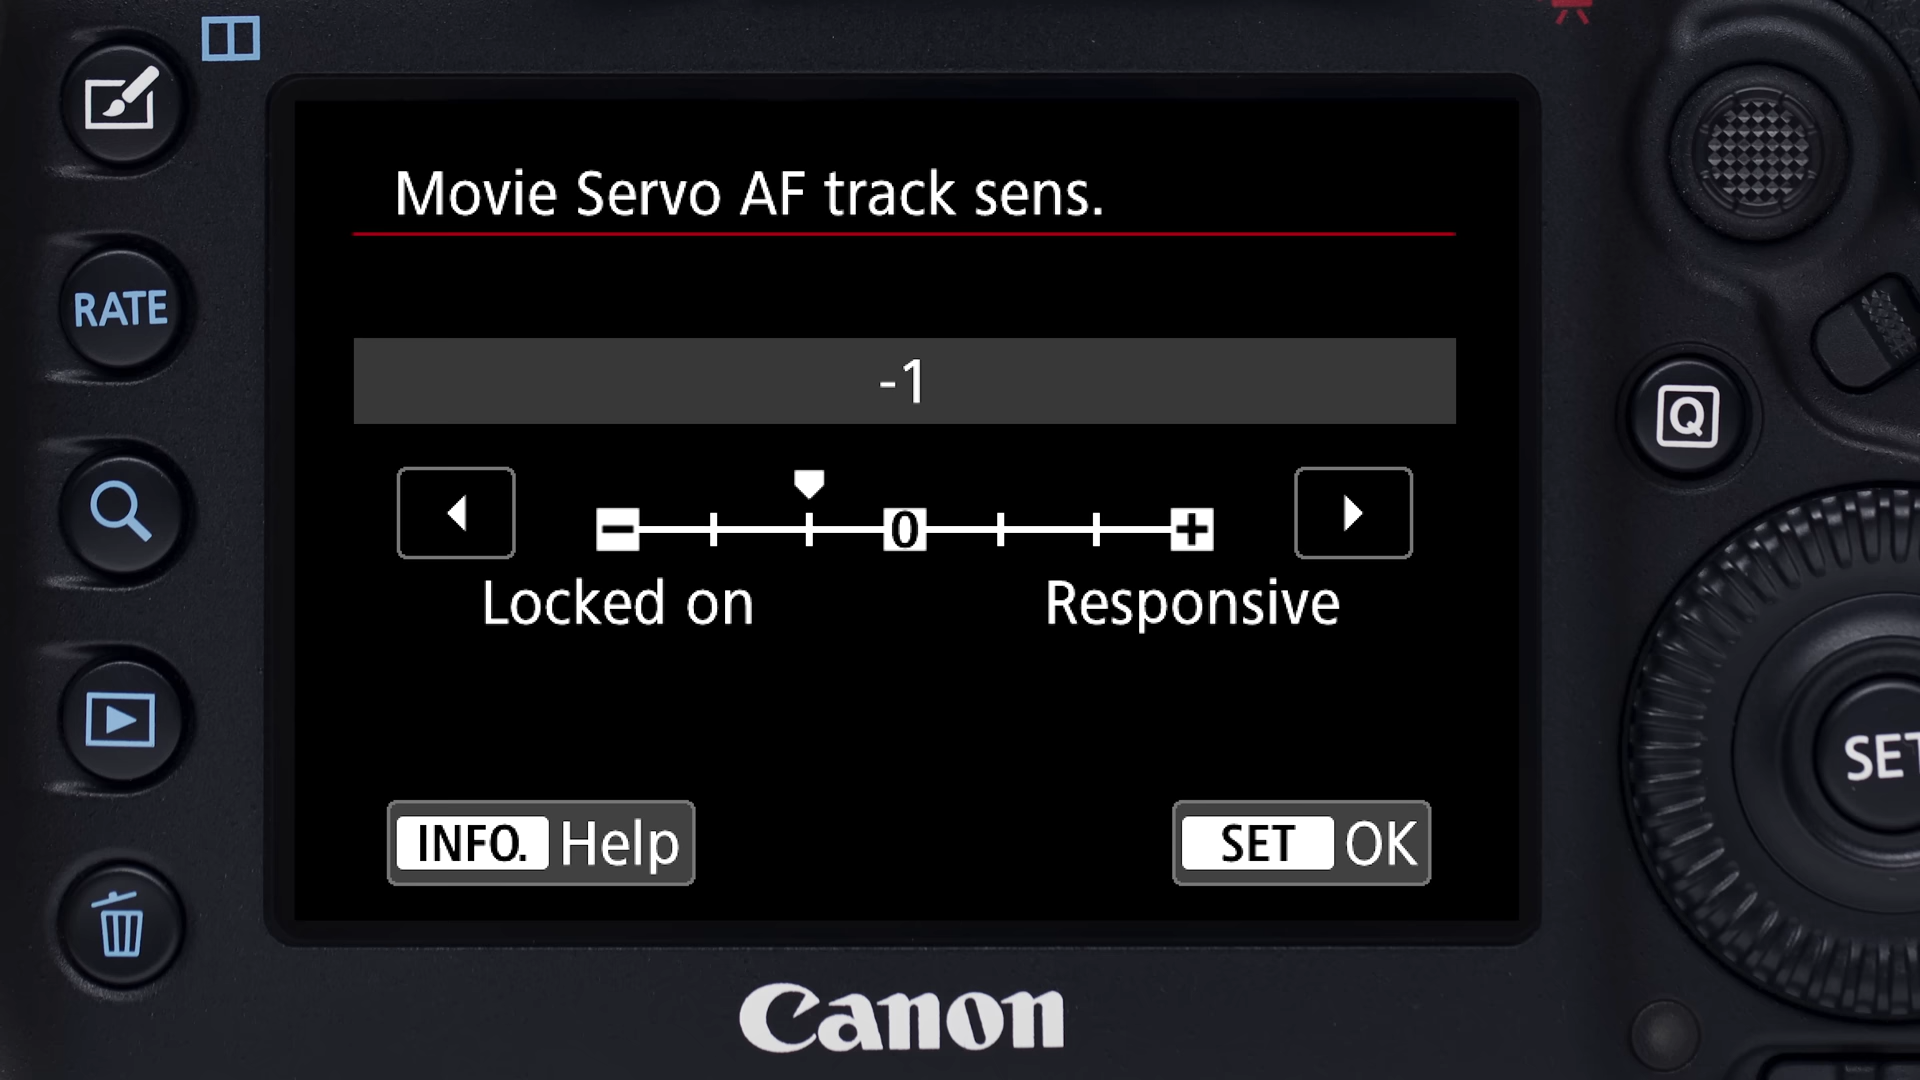 Movie Servo AF track sens.
RATE
-1
Q
0
Locked on
Responsive
SET
INFO. Help
SET OK
Canon